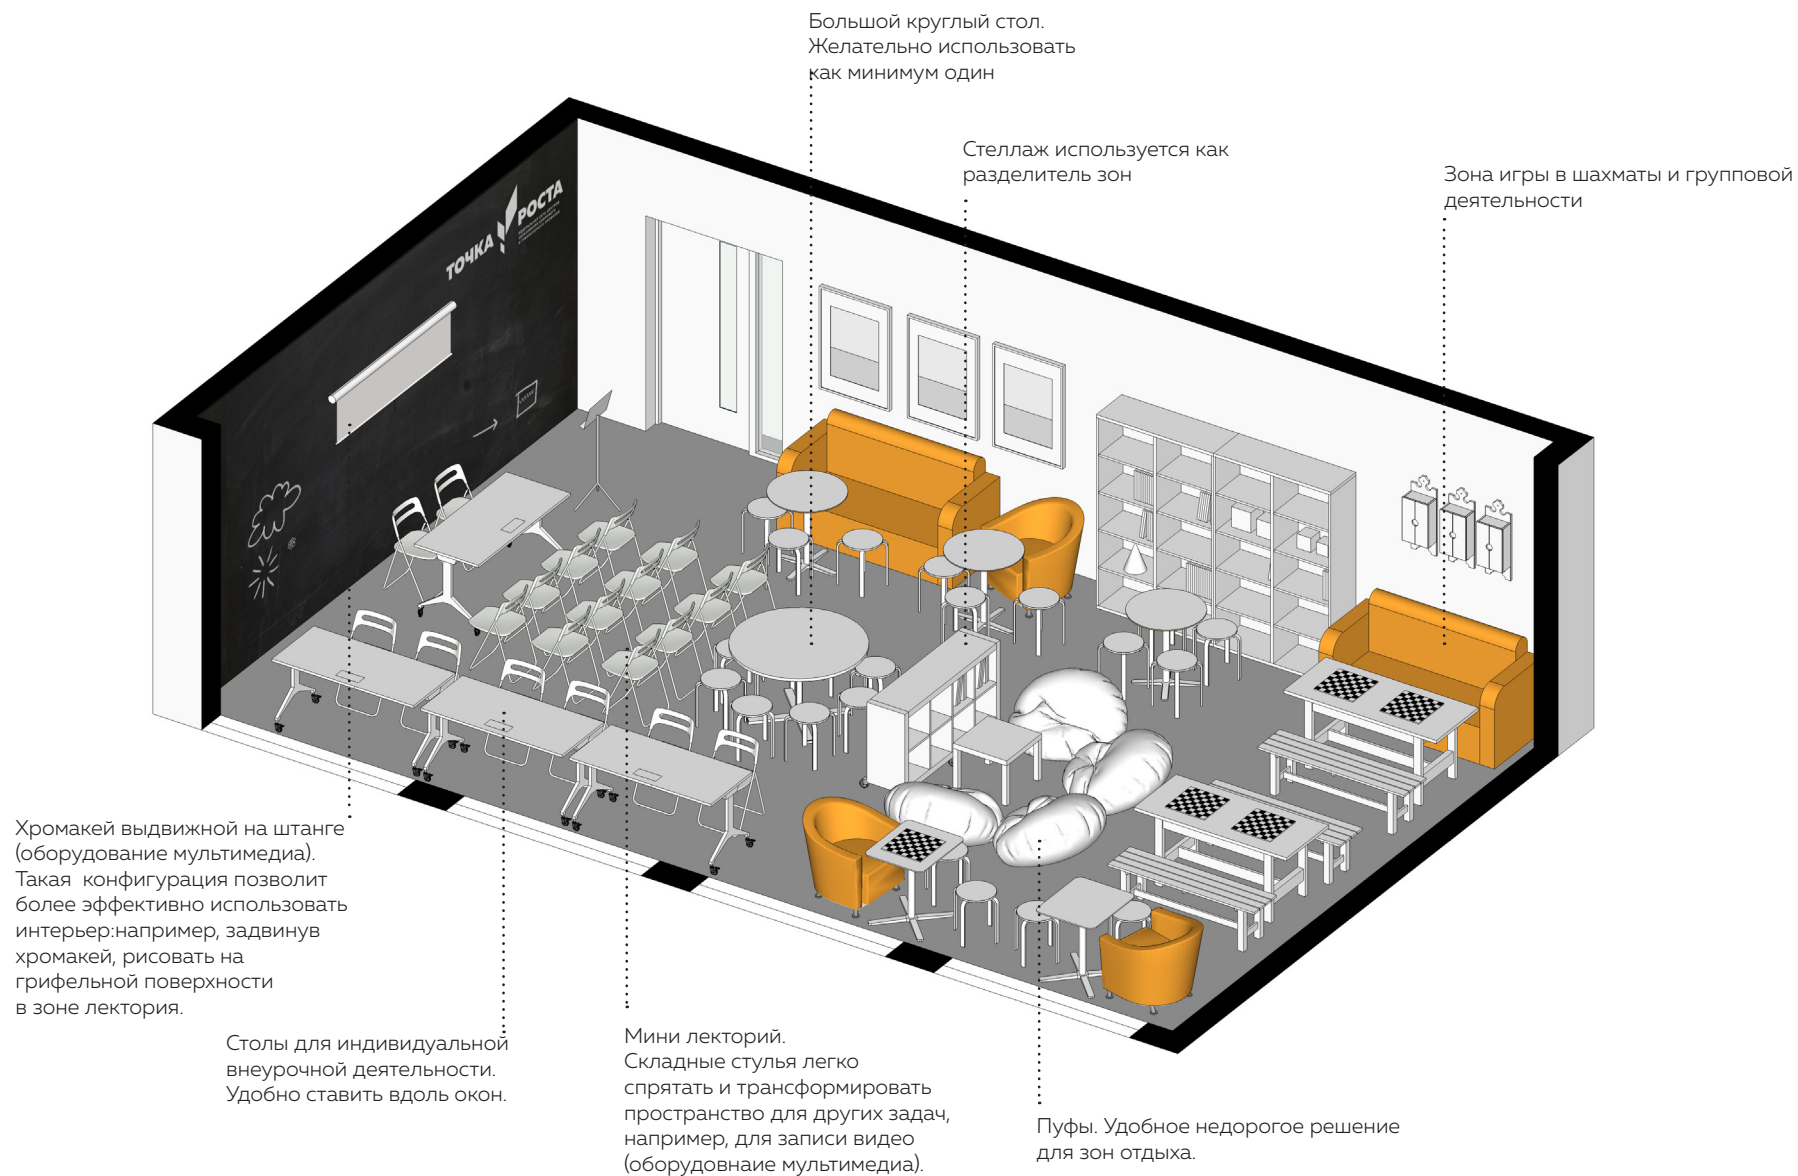 Большой круглый стол.
Желательно использовать
как минимум один
Стеллаж используется как
разделитель зон
Зона игры в шахматы и групповой
деятельности
ТОЧКА РОСТА
Хромакей выдвижной на штанге
(оборудование мультимедиа).
Такая конфигурация позволит
более эффективно использовать
интерьер:например, задвинув
хромакей, рисовать на
грифельной поверхности
в зоне лектория.
Столы для индивидуальной
внеурочной деятельности.
Удобно ставить вдоль окон.
Мини лекторий.
Складные стулья легко
спрятать и трансформировать
пространство для других задач,
например, для записи видео
(оборудовнаие мультимедиа).
Пуфы. Удобное недорогое решение
для зон отдыха.